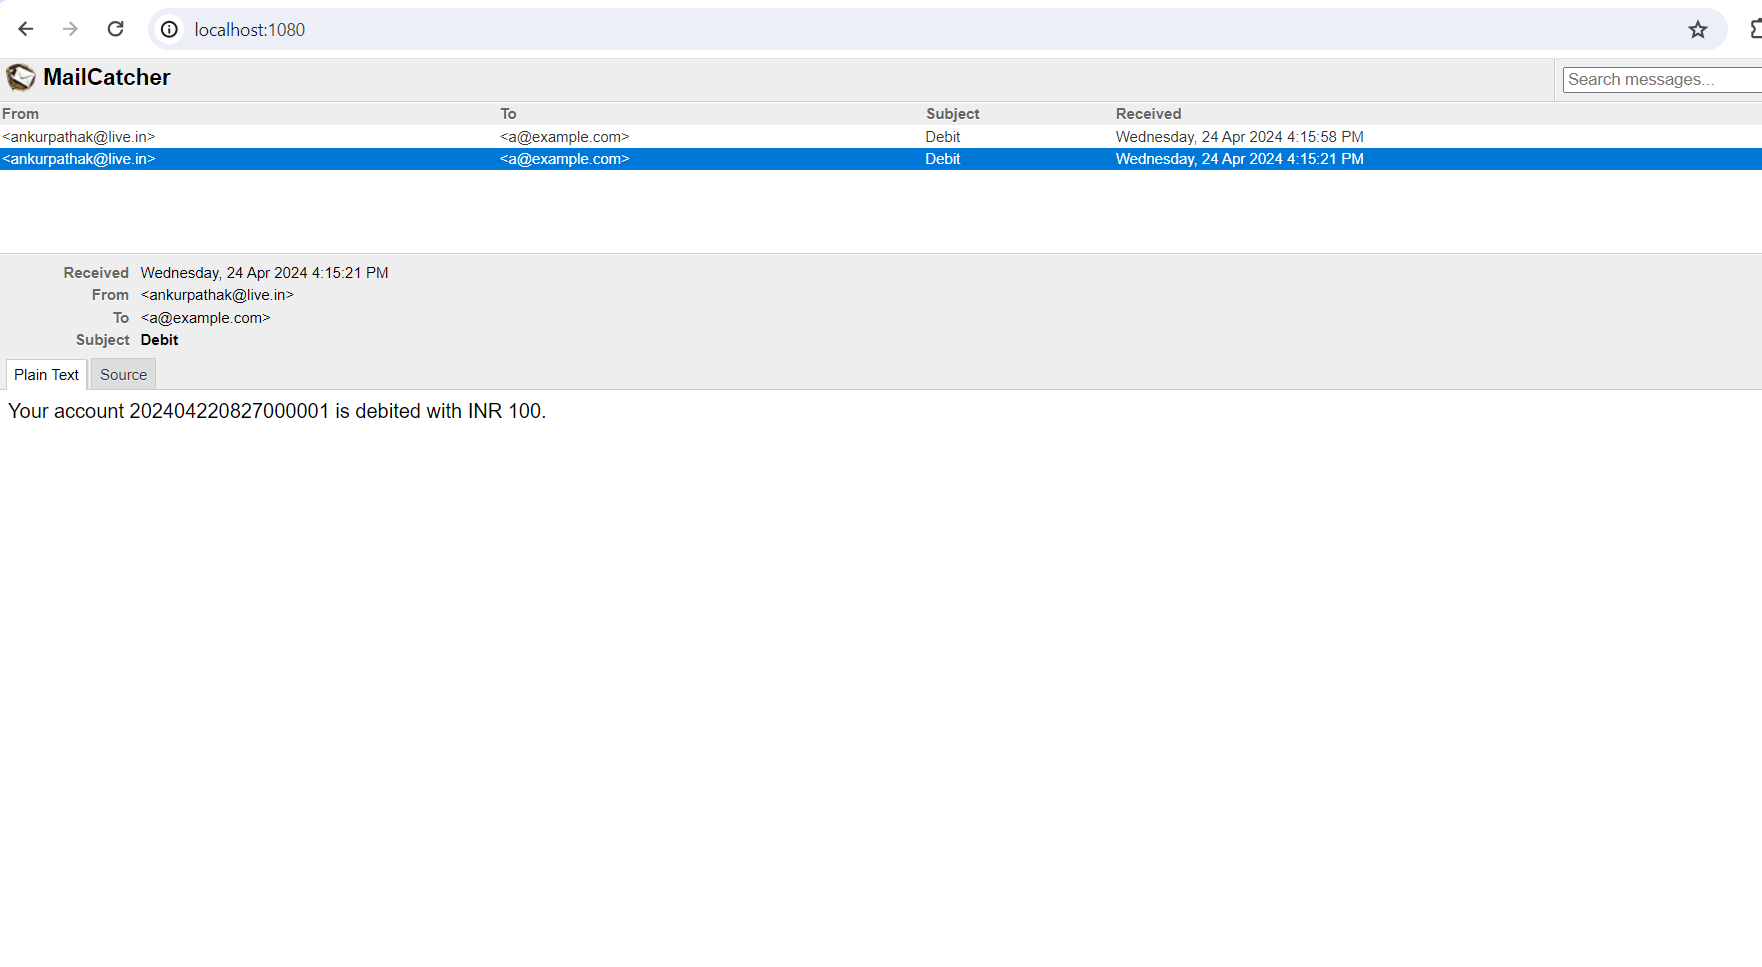 localhost:1080
MailCatcher
Search messages...
From To Subject Received
<ankurpathak@live.in> <a@example.com> Debit Wednesday, 24 Apr 2024 4:15:58 PM
<ankurpathak@live.in> <a@example.com> Debit Wednesday, 24 Apr 2024 4:15:21 PM
Received Wednesday, 24 Apr 2024 4:15:21 PM
From <ankurpathak@live.in>
To <a@example.com>
Subject Debit
Plain Text Source
Your account 202404220827000001 is debited with INR 100.